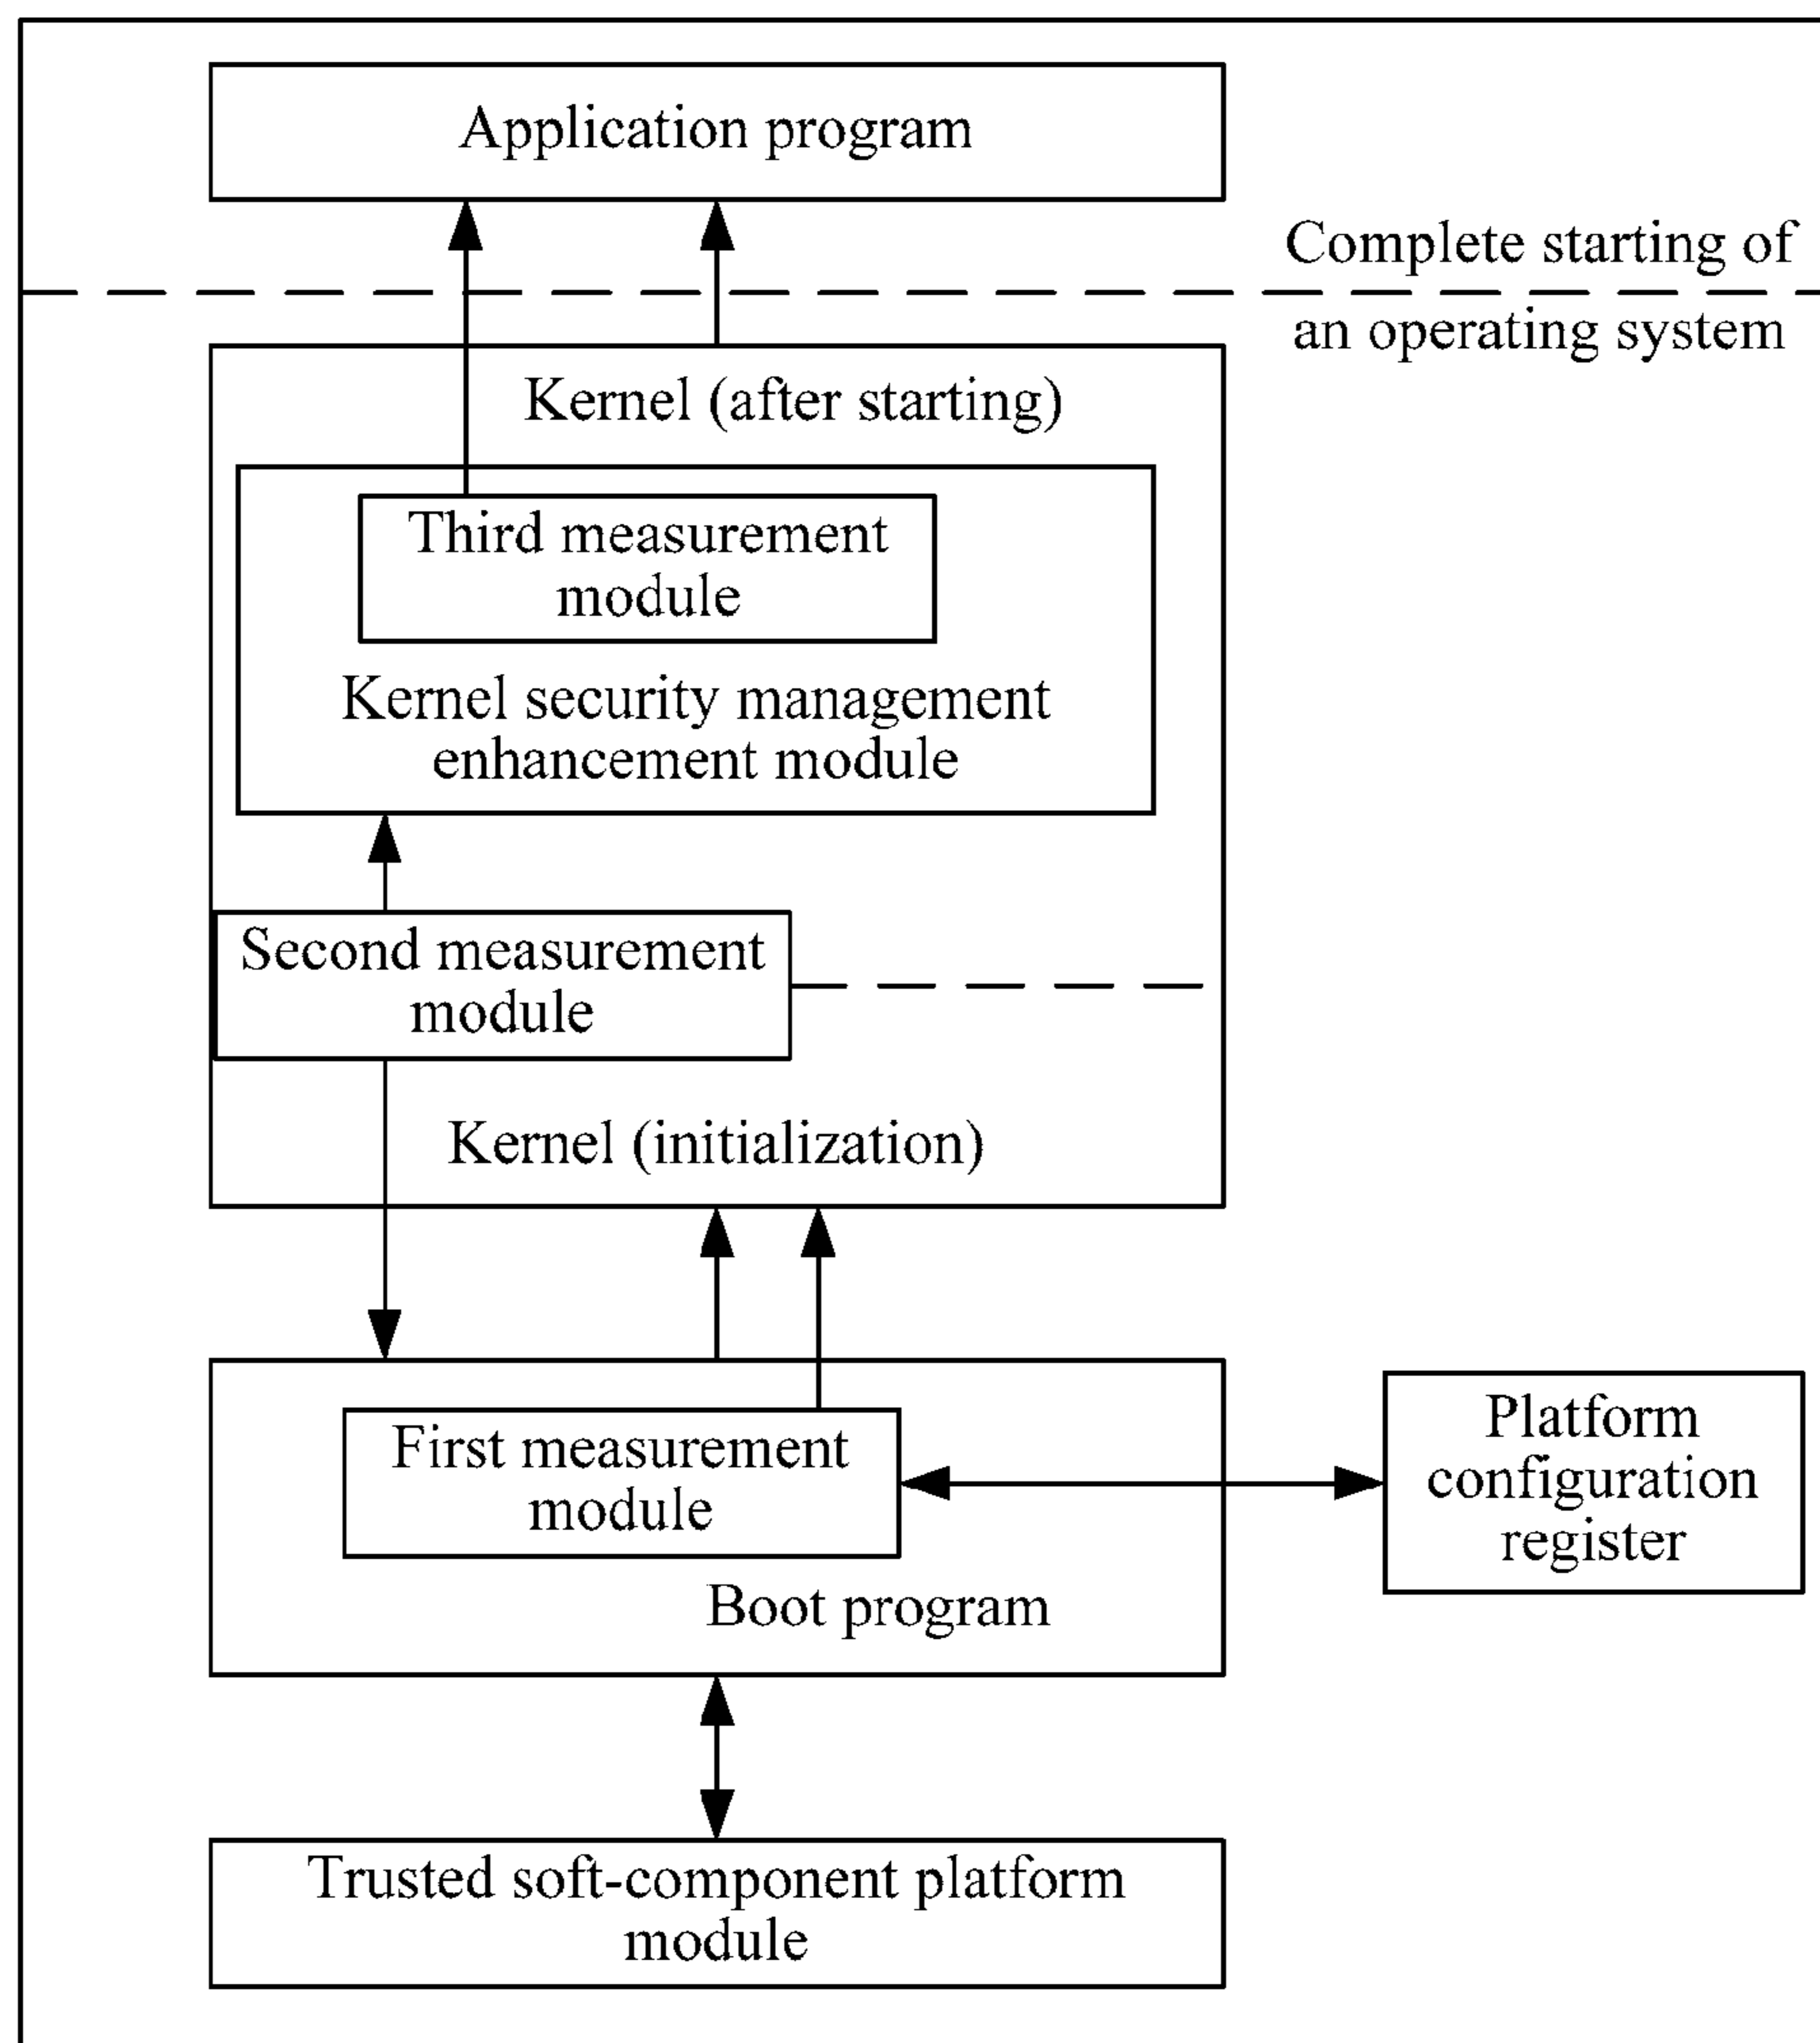 Application program
Complete starting of
an operating system
Kernel (after starting)
Third measurement
module
Kernel security management
enhancement module
Second measurement
module
Kernel (initialization)
First measurement
module
Boot program
Platform
configuration
register
Trusted soft-component platform
module